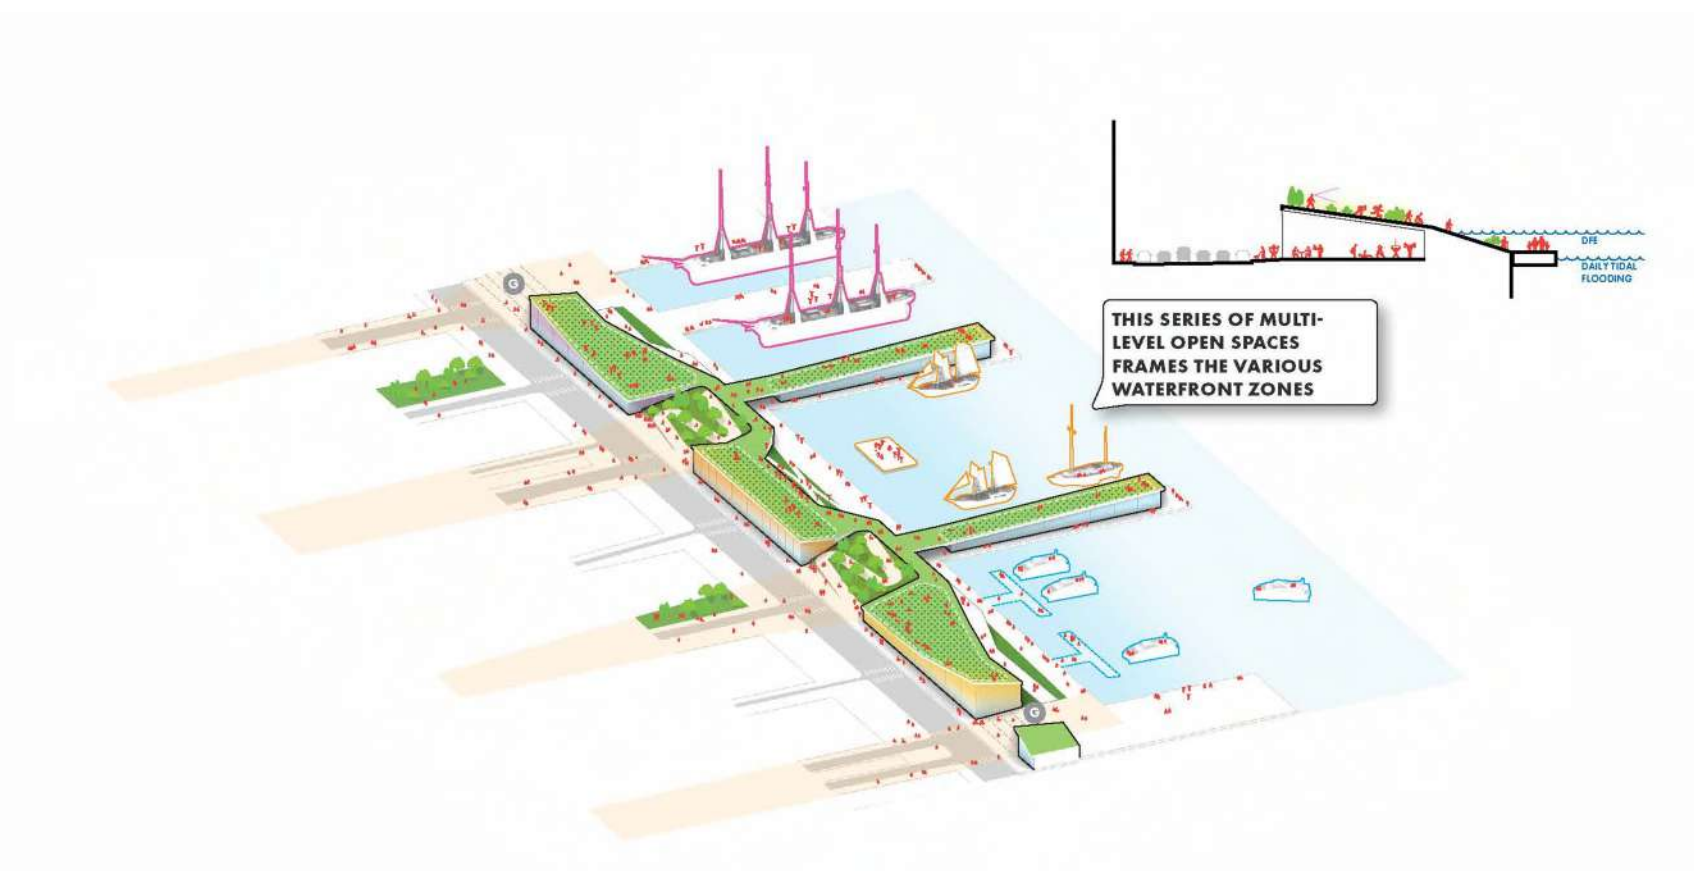 G
DFE
DAILY TIDAL
FLOODING
THIS SERIES OF MULTI-
LEVEL OPEN SPACES
FRAMES THE VARIOUS
WATERFRONT ZONES
G